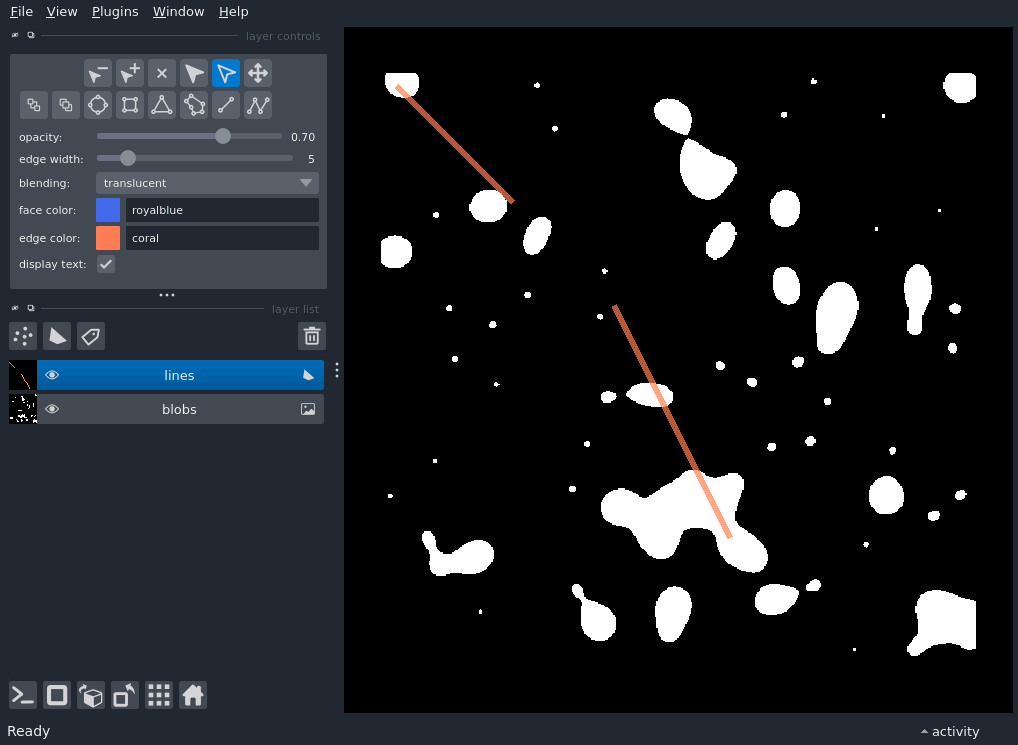 File View Plugins Window Help
layer controls
opacity: 0.70
edge width: 5
blending: translucent
face color: royalblue
edge color: coral
display text:
layer list
lines
blobs
Ready
activity